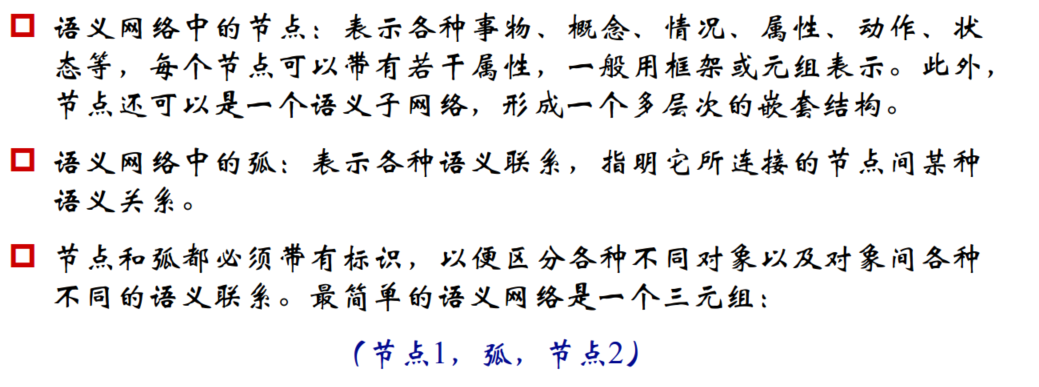 语义网络中的节点：表示各种事物、概念、情况、属性、动作、状
态等，每个节点可以带有若干属性，一般用框架或元组表示。此外，
节点还可以是一个语义子网络，形成一个多层次的嵌套结构。
语义网络中的弧：表示各种语义联系，指明它所连接的节点间某种
语义关系。
节点和弧都必须带有标识，以便区分各种不同对象以及对象间各种
不同的语义联系。最简单的语义网络是一个三元组：
（节点1，弧，节点2）